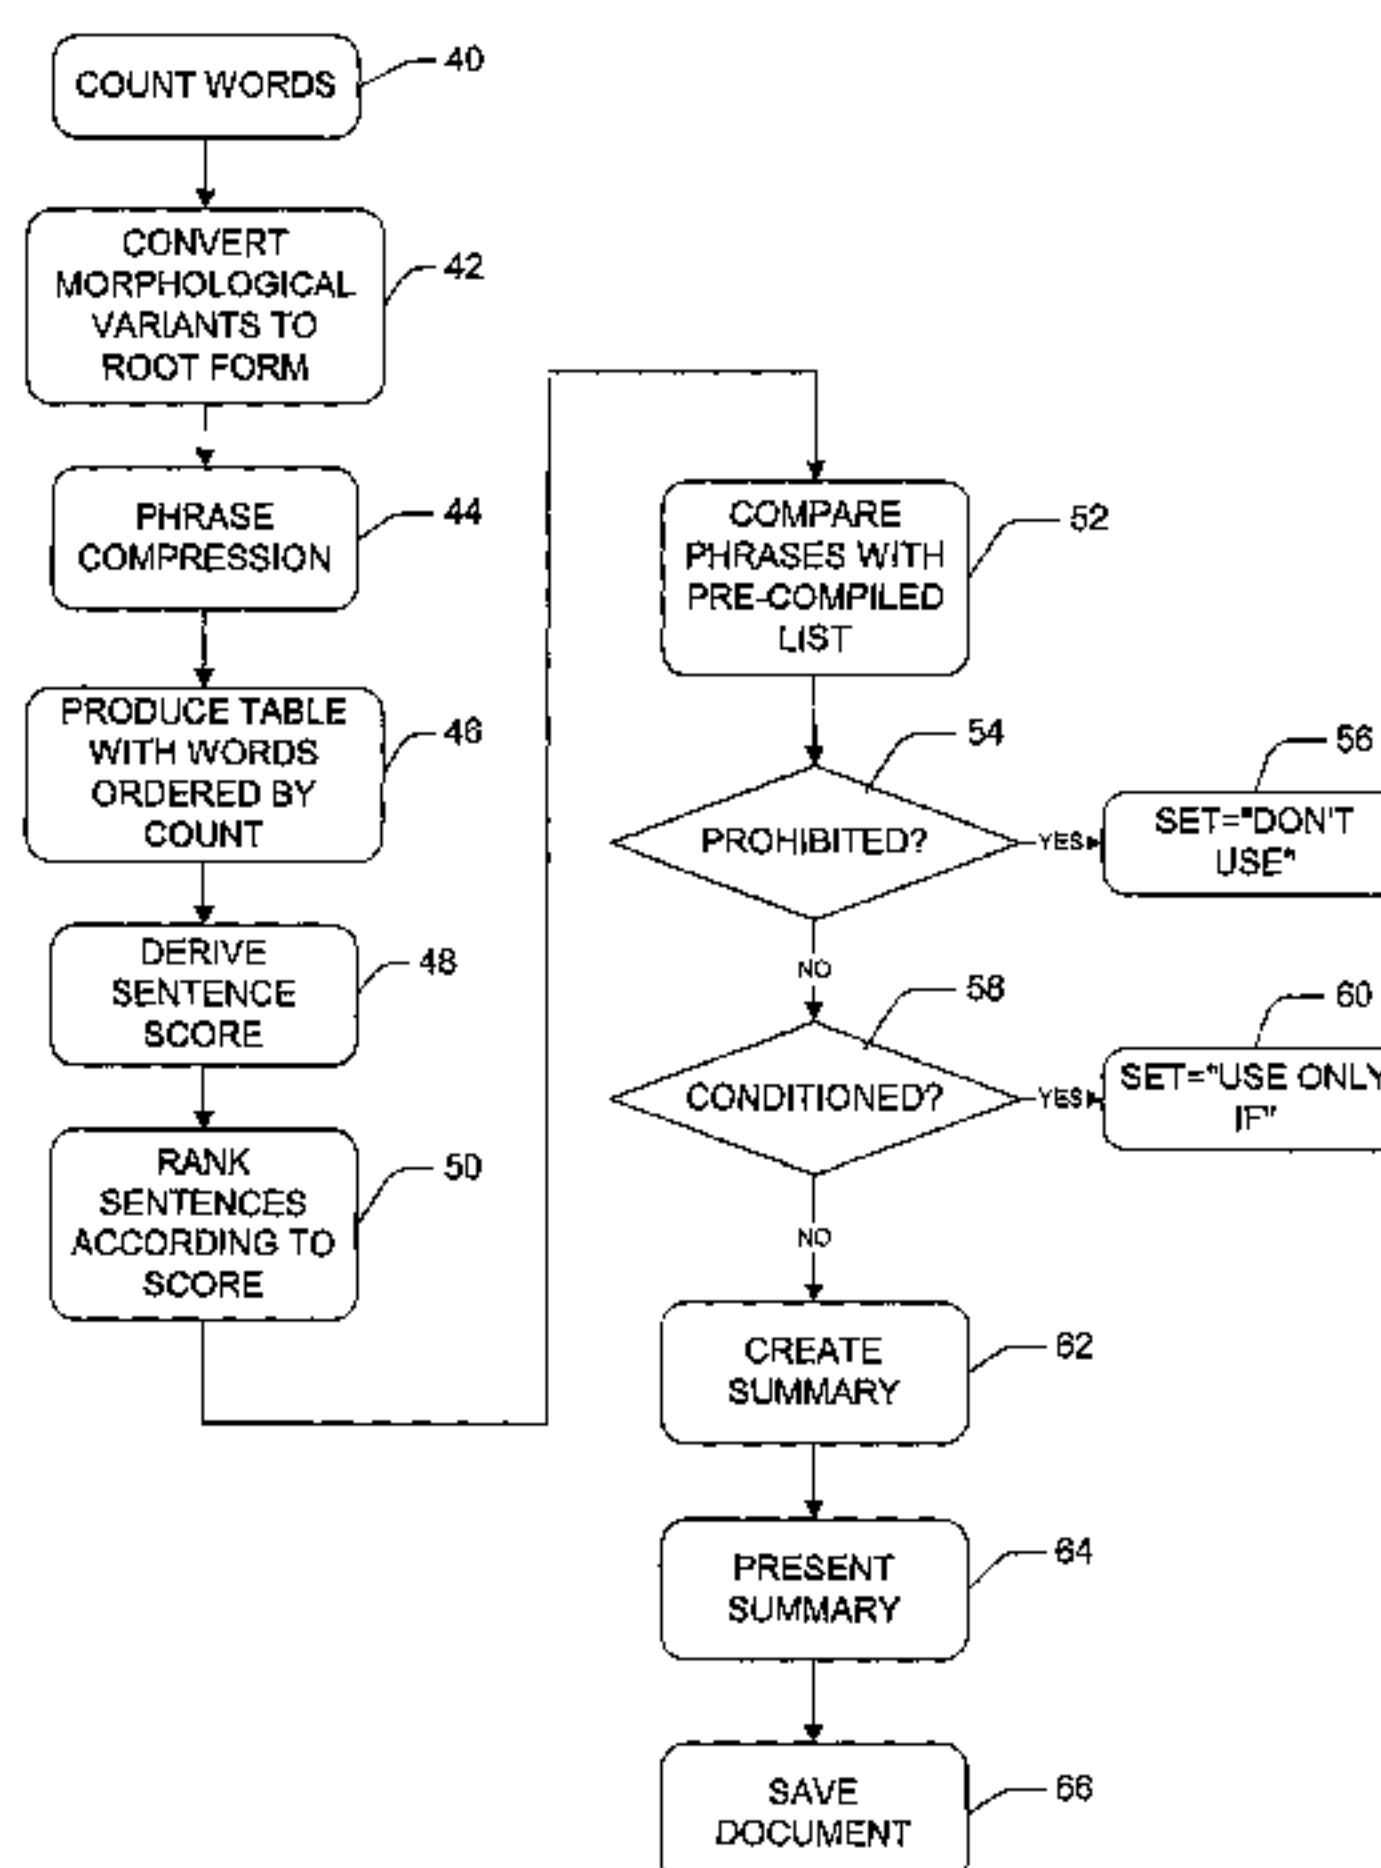 COUNT WORDS
40
CONVERT
MORPHOLOGICAL
VARIANTS TO
ROOT FORM
42
PHRASE
COMPRESSION
44
PRODUCE TABLE
WITH WORDS
ORDERED BY
COUNT
46
DERIVE
SENTENCE
SCORE
48
RANK
SENTENCES
ACCORDING TO
SCORE
50
COMPARE
PHRASES WITH
PRE-COMPILED
LIST
52
PROHIBITED?
54
YES
SET="DON'T
USE"
56
NO
CONDITIONED?
58
YES
SET="USE ONLY
IF"
60
NO
CREATE
SUMMARY
62
PRESENT
SUMMARY
64
SAVE
DOCUMENT
66